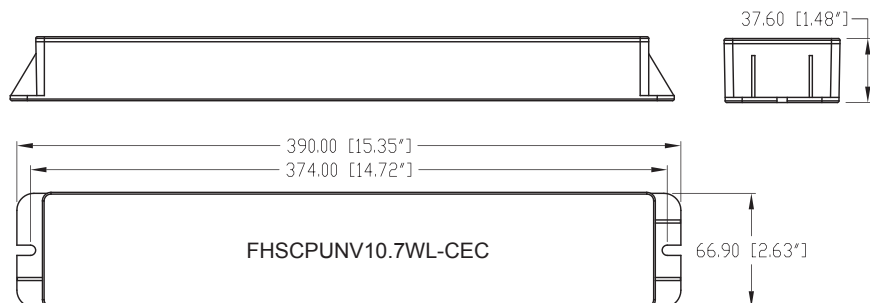 37.60 [1.48"]
390.00 [15.35"]
374.00 [14.72"]
FHSCPUNV10.7WL-CEC
66.90 [2.63"]